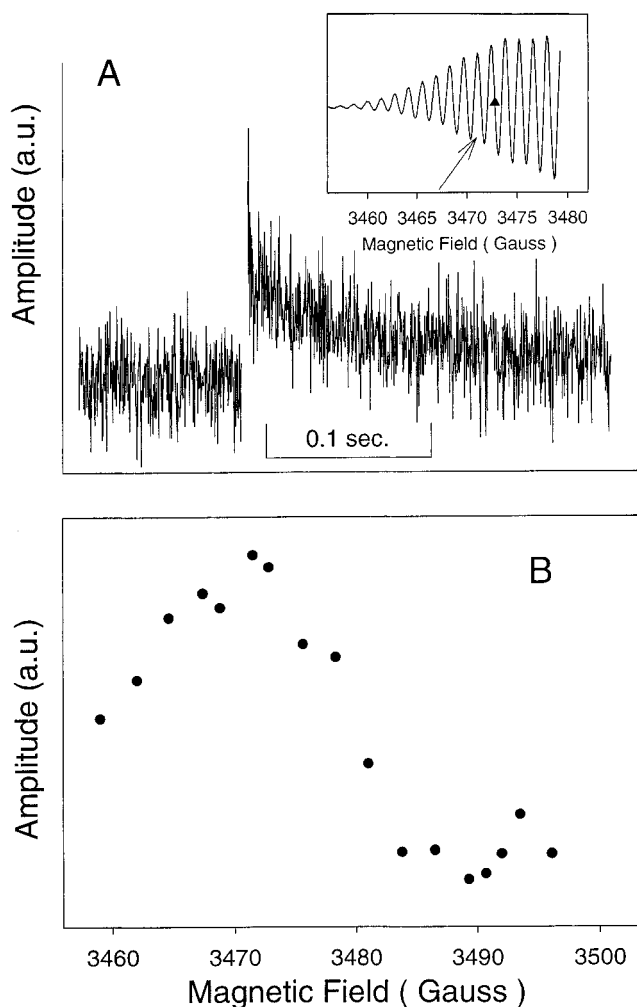 A
Amplitude (a.u.)
3460 3465 3470 3475 3480
Magnetic Field ( Gauss )
0.1 sec.
B
Amplitude (a.u.)
3460 3470 3480 3490 3500
Magnetic Field ( Gauss )